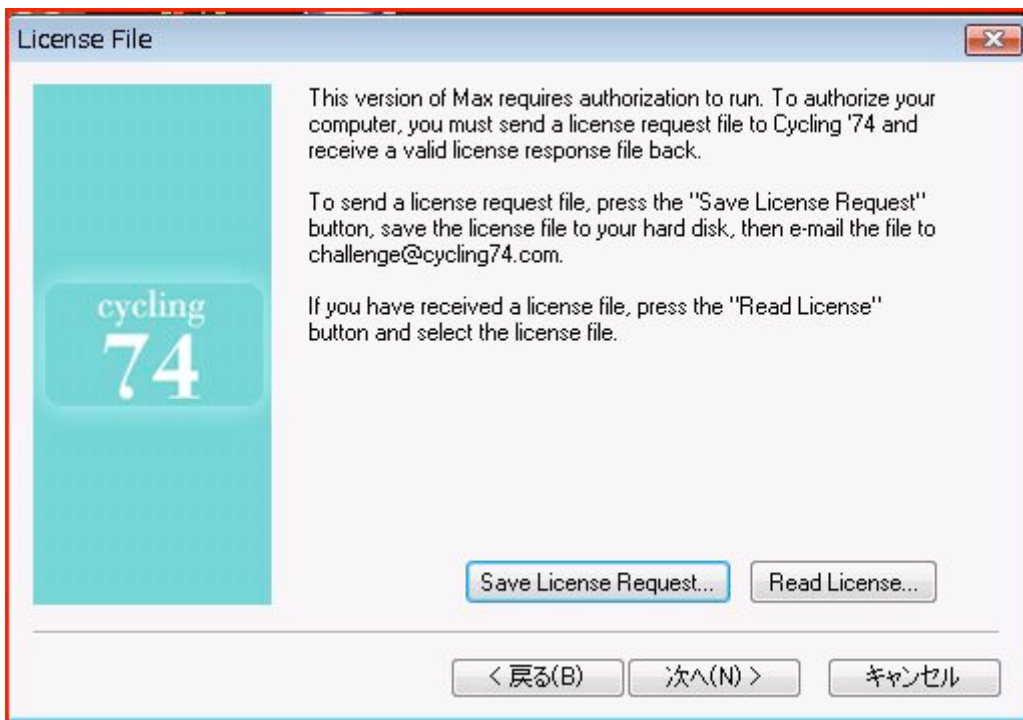 License File
This version of Max requires authorization to run. To authorize your
computer, you must send a license request file to Cycling '74 and
receive a valid license response file back.
To send a license request file, press the "Save License Request"
button, save the license file to your hard disk, then e-mail the file to
challenge@cycling74.com.
If you have received a license file, press the "Read License"
button and select the license file.
cycling
74
Save License Request...
Read License...
< 戻る(B)
次へ(N) >
キャンセル